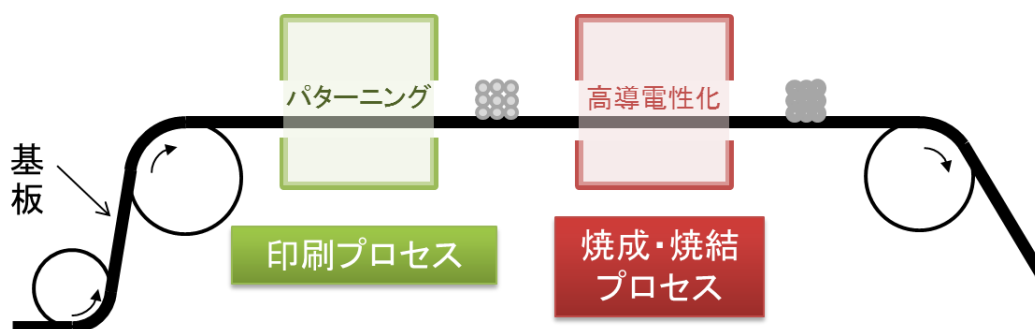 パターニング
高導電性化
基
板
印刷プロセス
焼成・焼結
プロセス